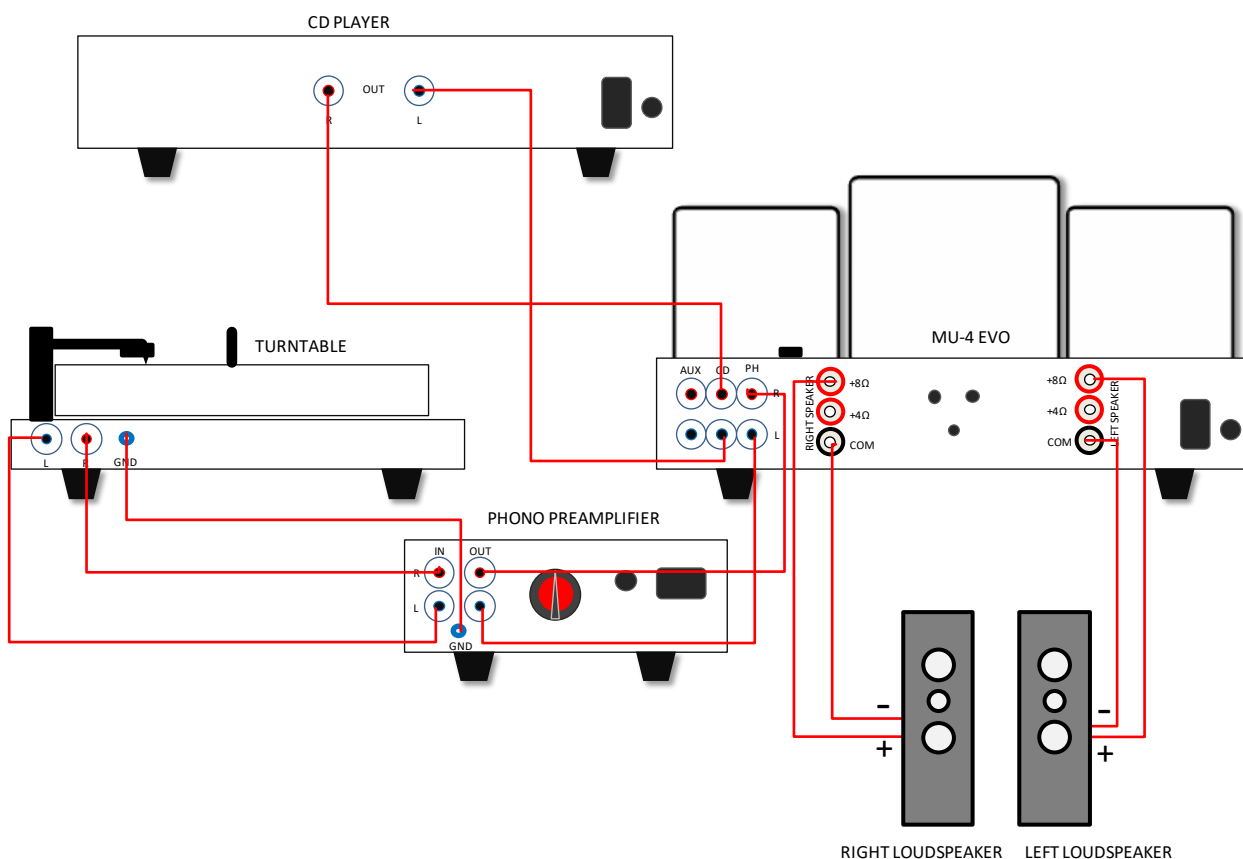 CD PLAYER
OUT
R
L
MU-4 EVO
TURNTABLE
AUX CD PH
R
L
RIGHT SPEAKER
+8Ω
+4Ω
COM
+8Ω
+4Ω
COM
LEFT SPEAKER
L R GND
PHONO PREAMPLIFIER
IN OUT
R
L
GND
-
+
-
+
RIGHT LOUDSPEAKER LEFT LOUDSPEAKER